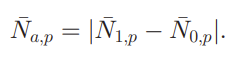 N̄ₐ,ₚ = |N̄₁,ₚ − N̄₀,ₚ|.